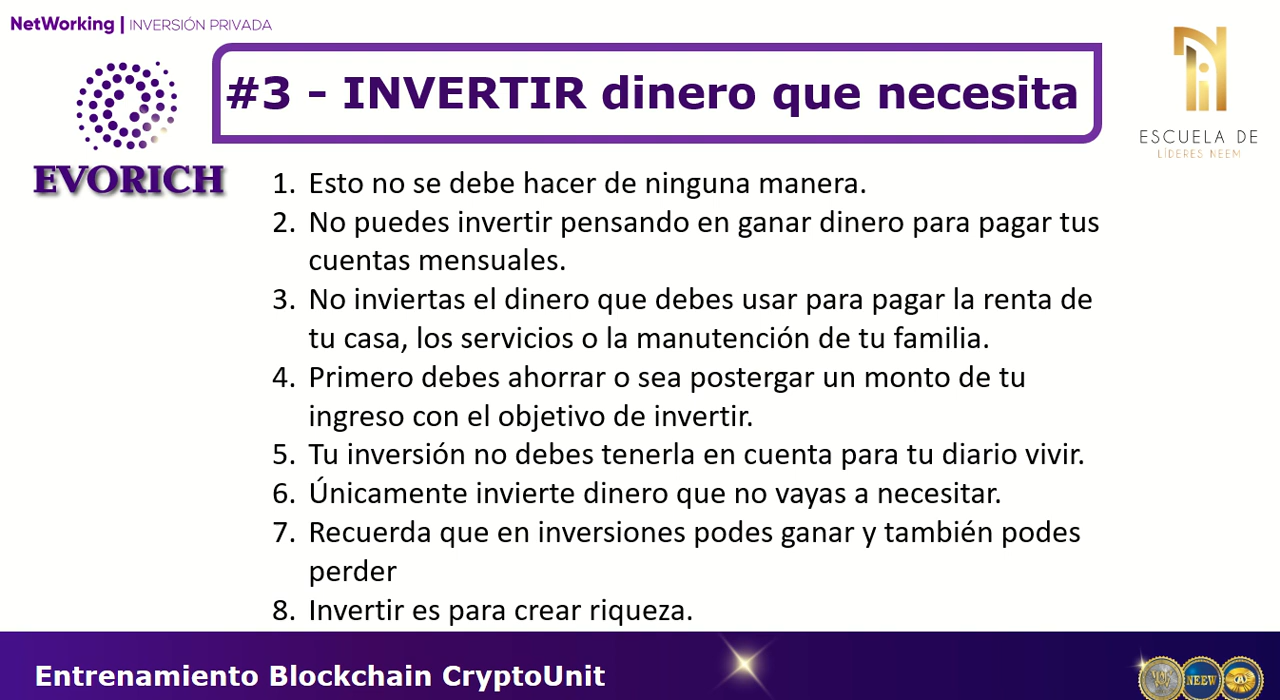 NetWorking | INVERSIÓN PRIVADA
#3 - INVERTIR dinero que necesita
EVORICH
ESCUELA DE
LÍDERES NEEM
1. Esto no se debe hacer de ninguna manera.
2. No puedes invertir pensando en ganar dinero para pagar tus
cuentas mensuales.
3. No inviertas el dinero que debes usar para pagar la renta de
tu casa, los servicios o la manutención de tu familia.
4. Primero debes ahorrar o sea postergar un monto de tu
ingreso con el objetivo de invertir.
5. Tu inversión no debes tenerla en cuenta para tu diario vivir.
6. Únicamente invierte dinero que no vayas a necesitar.
7. Recuerda que en inversiones podes ganar y también podes
perder
8. Invertir es para crear riqueza.
Entrenamiento Blockchain CryptoUnit
NEEW